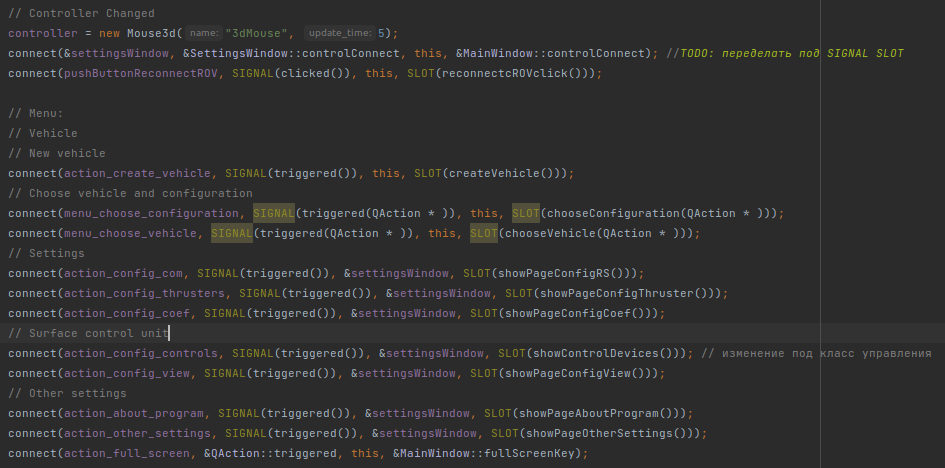 // Controller Changed
controller = new Mouse3d( name: "3dMouse", update_time: 5);
connect(&settingsWindow, &SettingsWindow::controlConnect, this, &MainWindow::controlConnect); //TODO: переделать под SIGNAL SLOT
connect(pushButtonReconnectROV, SIGNAL(clicked()), this, SLOT(reconnectcROVclick()));
// Menu:
// Vehicle
// New vehicle
connect(action_create_vehicle, SIGNAL(triggered()), this, SLOT(createVehicle()));
// Choose vehicle and configuration
connect(menu_choose_configuration, SIGNAL(triggered(QAction * )), this, SLOT(chooseConfiguration(QAction * )));
connect(menu_choose_vehicle, SIGNAL(triggered(QAction * )), this, SLOT(chooseVehicle(QAction * )));
// Settings
connect(action_config_com, SIGNAL(triggered()), &settingsWindow, SLOT(showPageConfigRS()));
connect(action_config_thrusters, SIGNAL(triggered()), &settingsWindow, SLOT(showPageConfigThruster()));
connect(action_config_coef, SIGNAL(triggered()), &settingsWindow, SLOT(showPageConfigCoef()));
// Surface control unit
connect(action_config_controls, SIGNAL(triggered()), &settingsWindow, SLOT(showControlDevices())); // изменение под класс управления
connect(action_config_view, SIGNAL(triggered()), &settingsWindow, SLOT(showPageConfigView()));
// Other settings
connect(action_about_program, SIGNAL(triggered()), &settingsWindow, SLOT(showPageAboutProgram()));
connect(action_other_settings, SIGNAL(triggered()), &settingsWindow, SLOT(showPageOtherSettings()));
connect(action_full_screen, &QAction::triggered, this, &MainWindow::fullScreenKey);